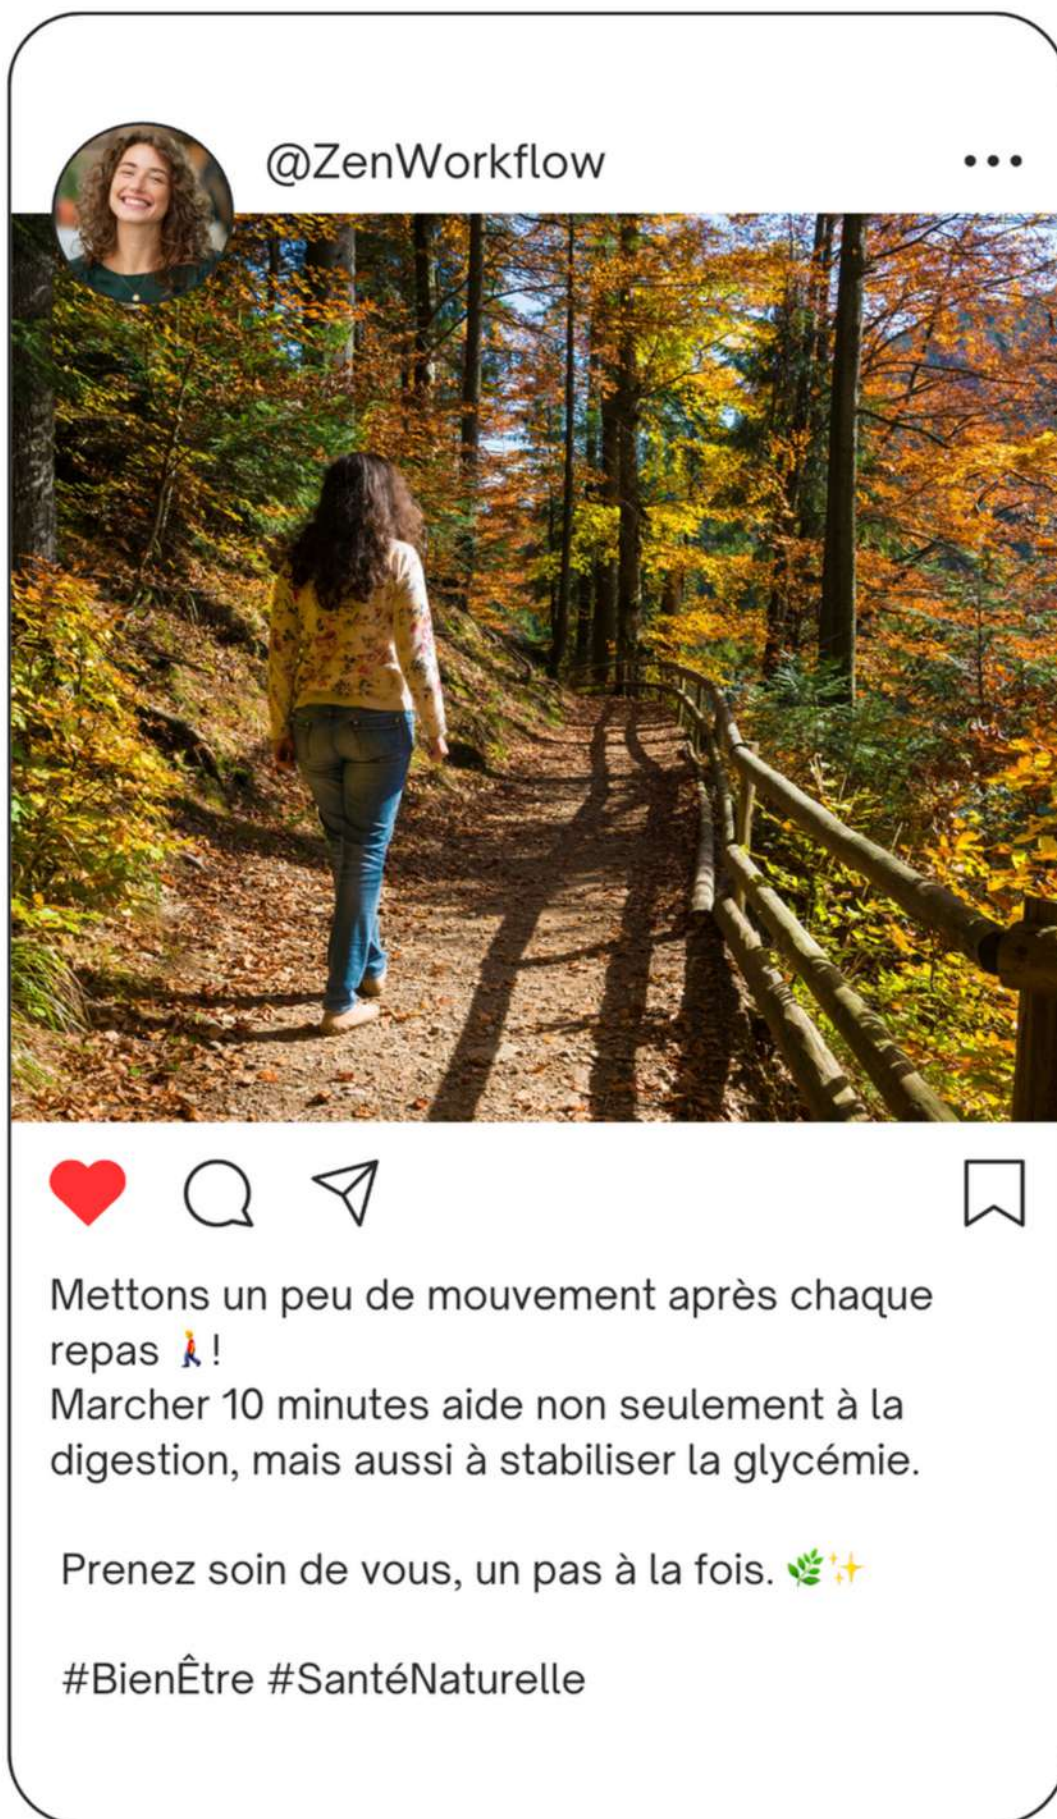 @ZenWorkflow
Mettons un peu de mouvement après chaque
repas 🚶!
Marcher 10 minutes aide non seulement à la
digestion, mais aussi à stabiliser la glycémie.
Prenez soin de vous, un pas à la fois. 🌿✨
#BienÊtre #SantéNaturelle